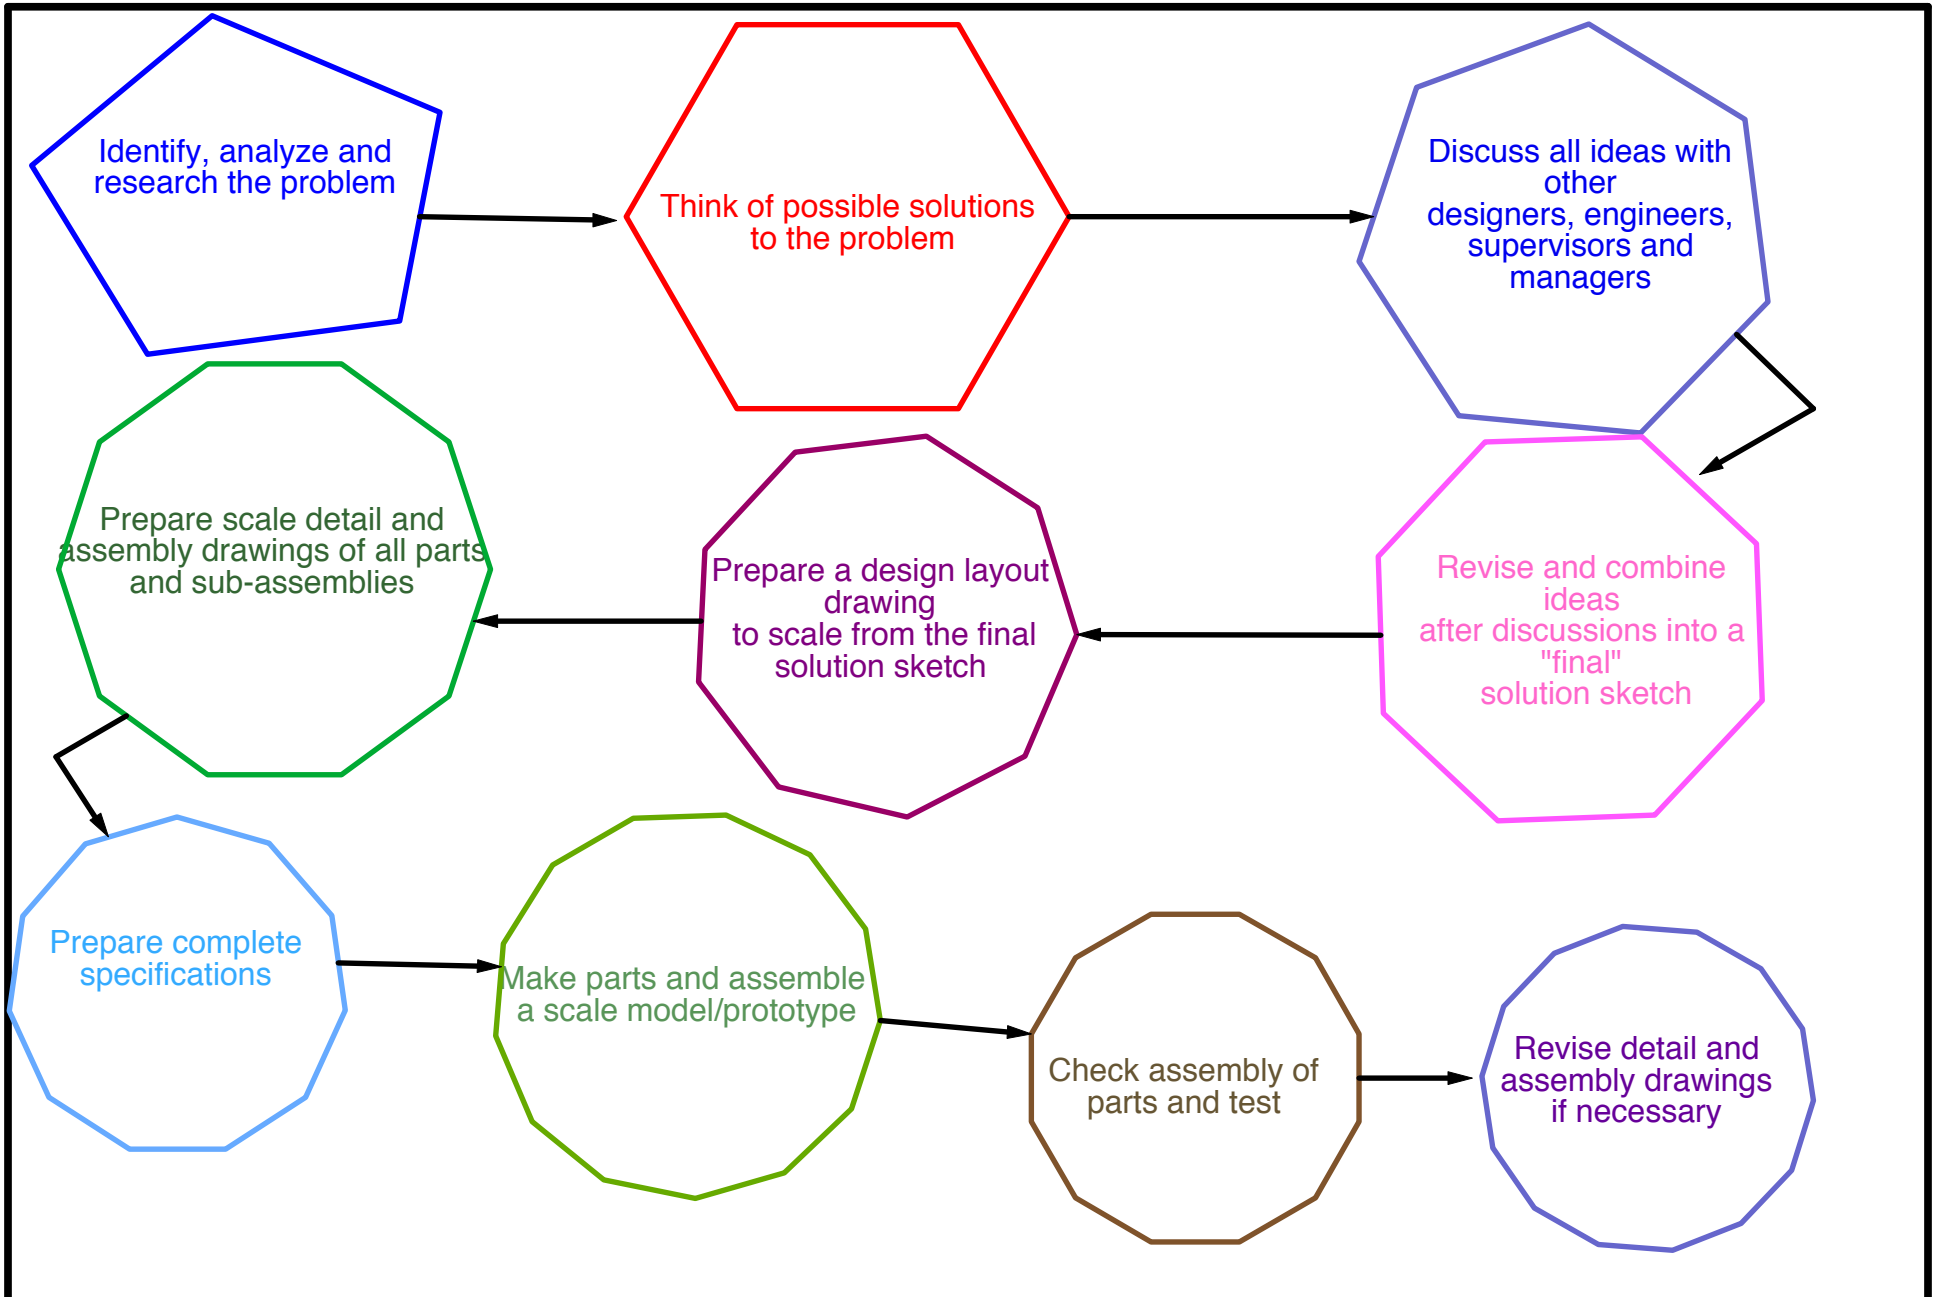 Identify, analyze and
research the problem
Think of possible solutions
to the problem
Discuss all ideas with
other
designers, engineers,
supervisors and
managers
Revise and combine
ideas
after discussions into a
"final"
solution sketch
Prepare a design layout
drawing
to scale from the final
solution sketch
Prepare scale detail and
assembly drawings of all parts
and sub-assemblies
Prepare complete
specifications
Make parts and assemble
a scale model/prototype
Check assembly of
parts and test
Revise detail and
assembly drawings
if necessary